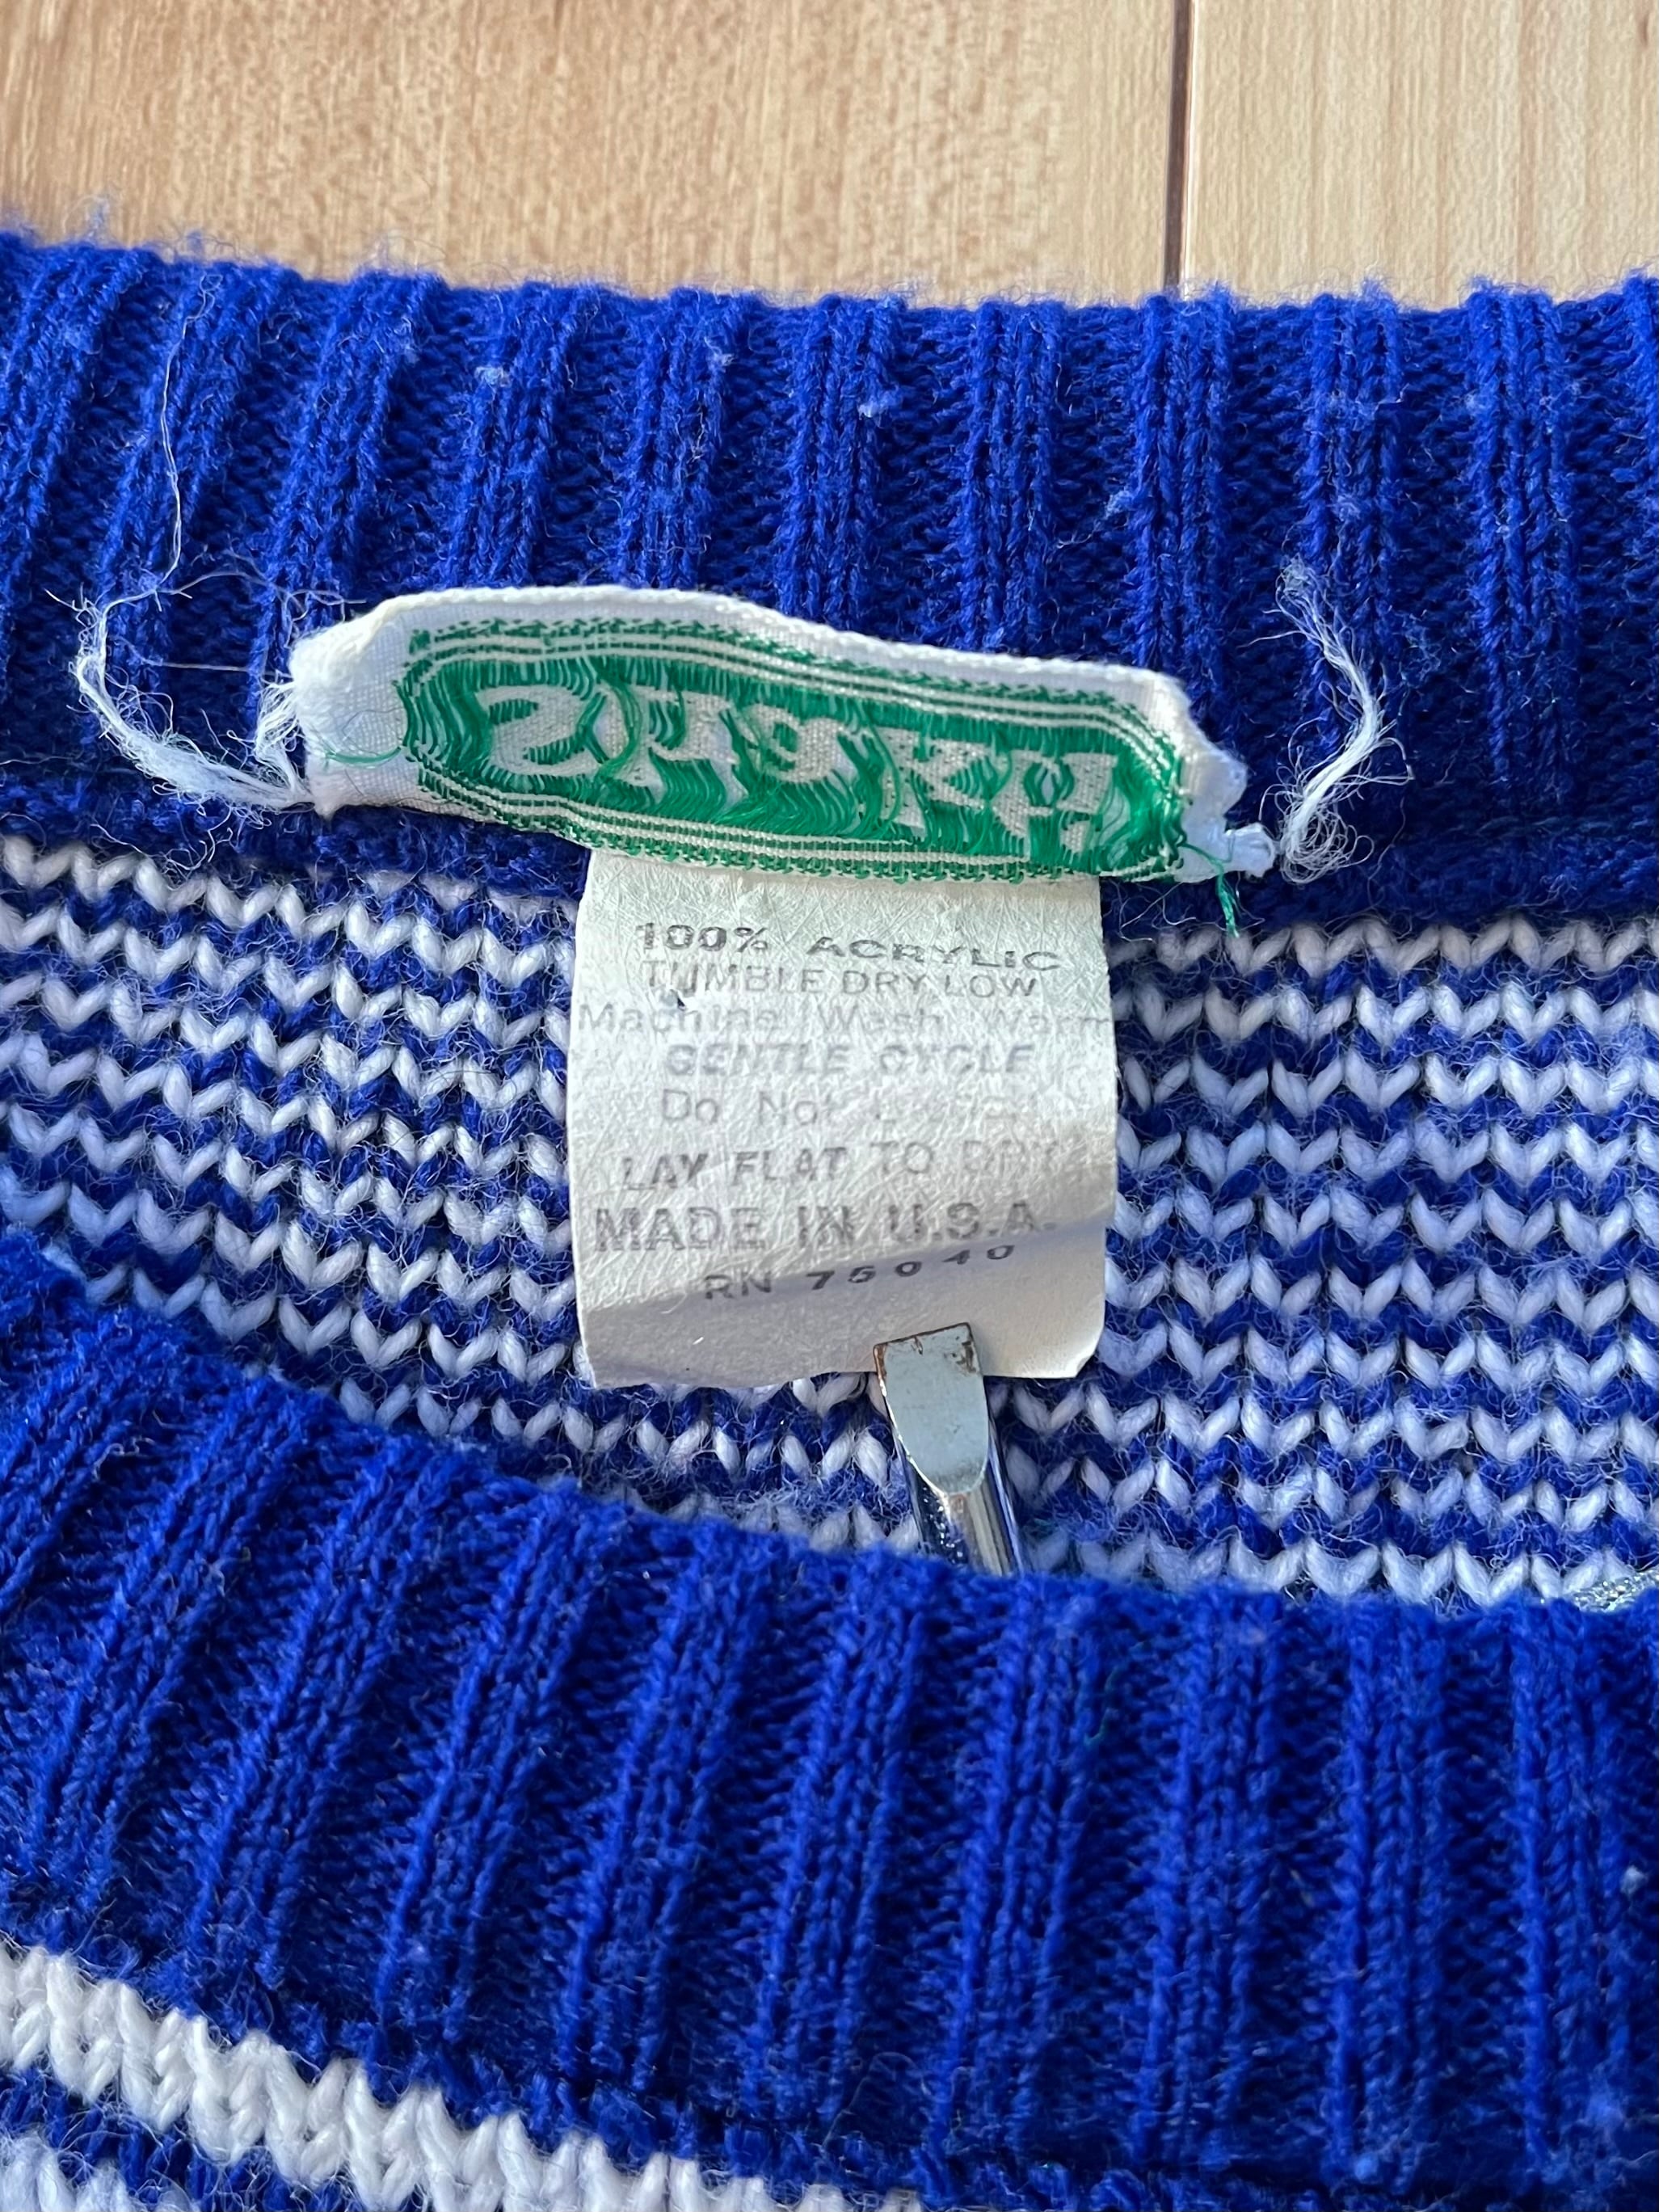 100% ACRYLIC
TUMBLE DRY LOW
Machine Wash Warm
GENTLE CYCLE
Do Not
LAY FLAT TO DRY
MADE IN U.S.A.
RN 75040